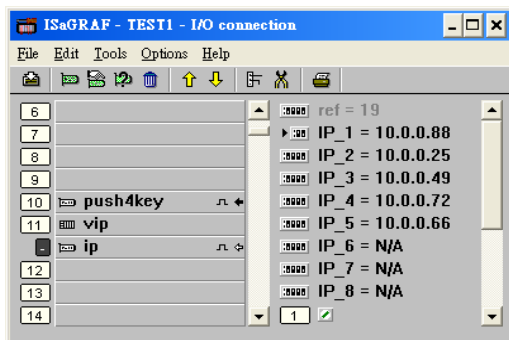 ISaGRAF - TEST1 - I/O connection
File Edit Tools Options Help
6
7
8
9
10 push4key
11 vip
ip
12
13
14
ref = 19
IP_1 = 10.0.0.88
IP_2 = 10.0.0.25
IP_3 = 10.0.0.49
IP_4 = 10.0.0.72
IP_5 = 10.0.0.66
IP_6 = N/A
IP_7 = N/A
IP_8 = N/A
1